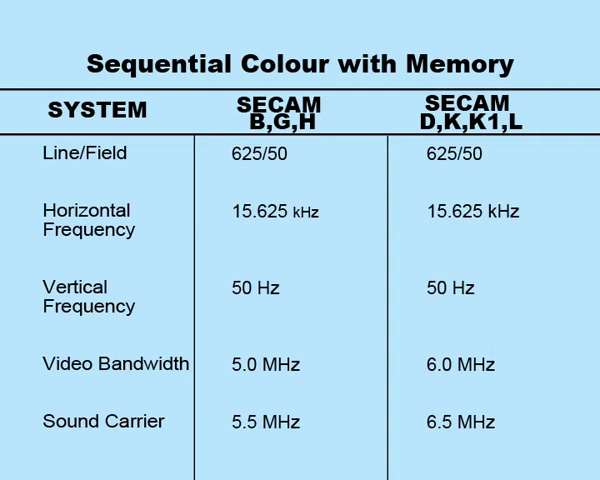 Sequential Colour with Memory
SYSTEM SECAM B,G,H SECAM D,K,K1,L
Line/Field 625/50 625/50
Horizontal Frequency 15.625 kHz 15.625 kHz
Vertical Frequency 50 Hz 50 Hz
Video Bandwidth 5.0 MHz 6.0 MHz
Sound Carrier 5.5 MHz 6.5 MHz